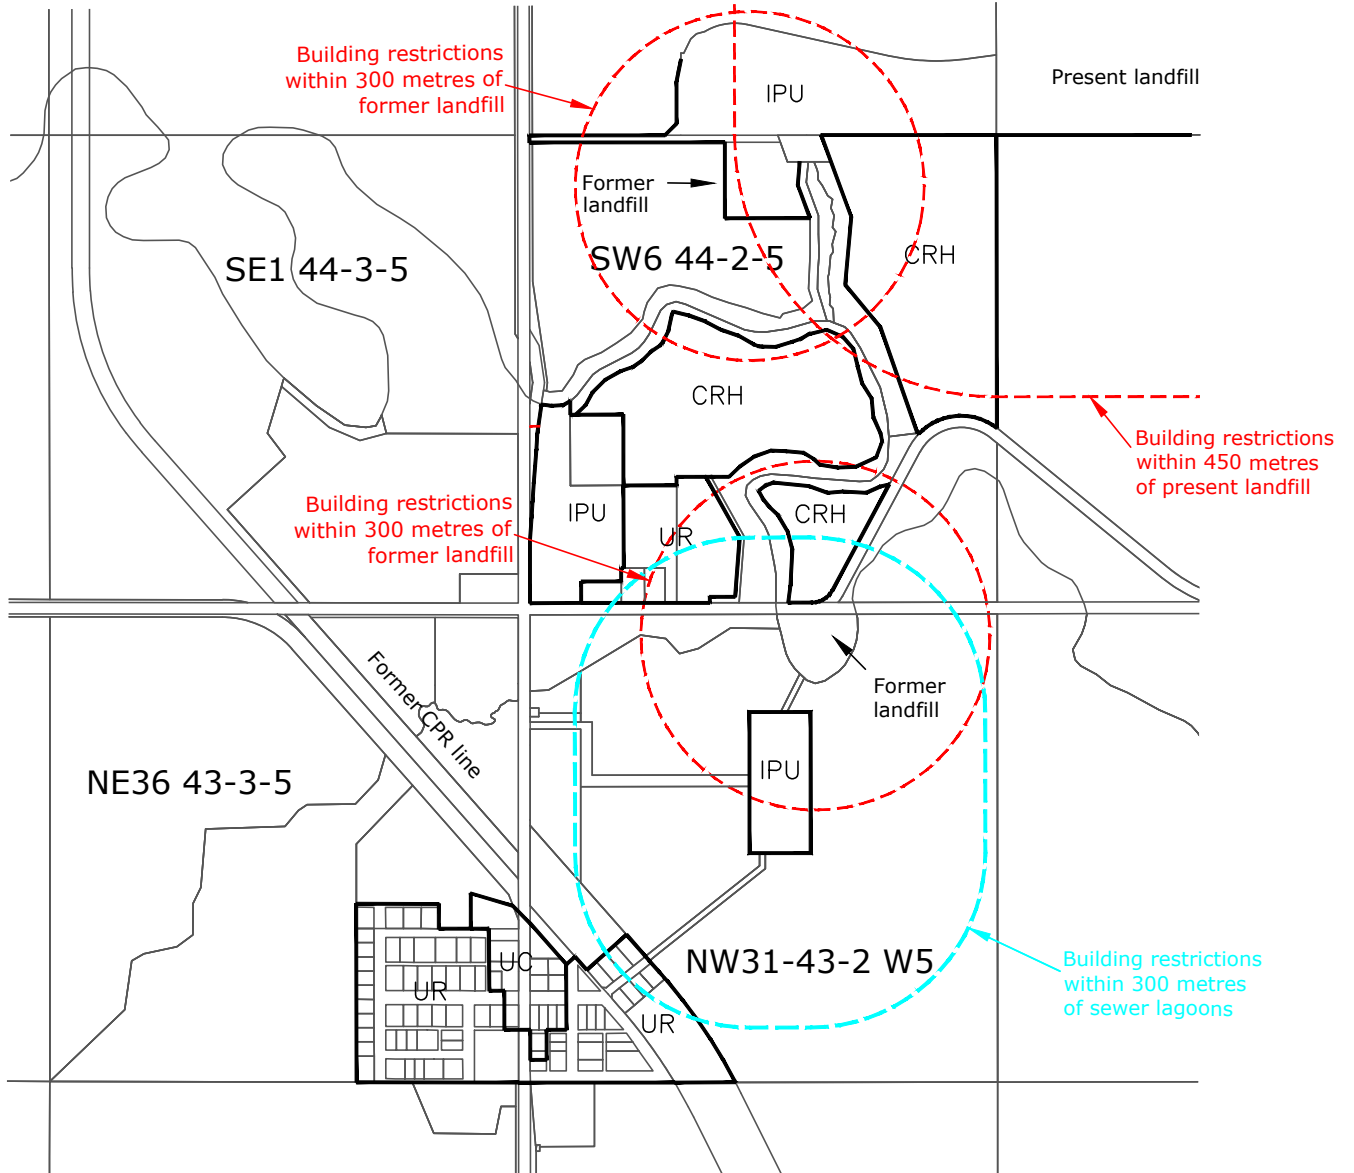 Building restrictions
within 300 metres of
former landfill
IPU
Present landfill
Former
landfill
SW6 44-2-5
CRH
SE1 44-3-5
CRH
Building restrictions
within 450 metres
of present landfill
Building restrictions
within 300 metres of
former landfill
IPU
UR
CRH
Former CPR line
Former
landfill
IPU
NE36 43-3-5
UC
UR
NW31-43-2 W5
UR
Building restrictions
within 300 metres
of sewer lagoons